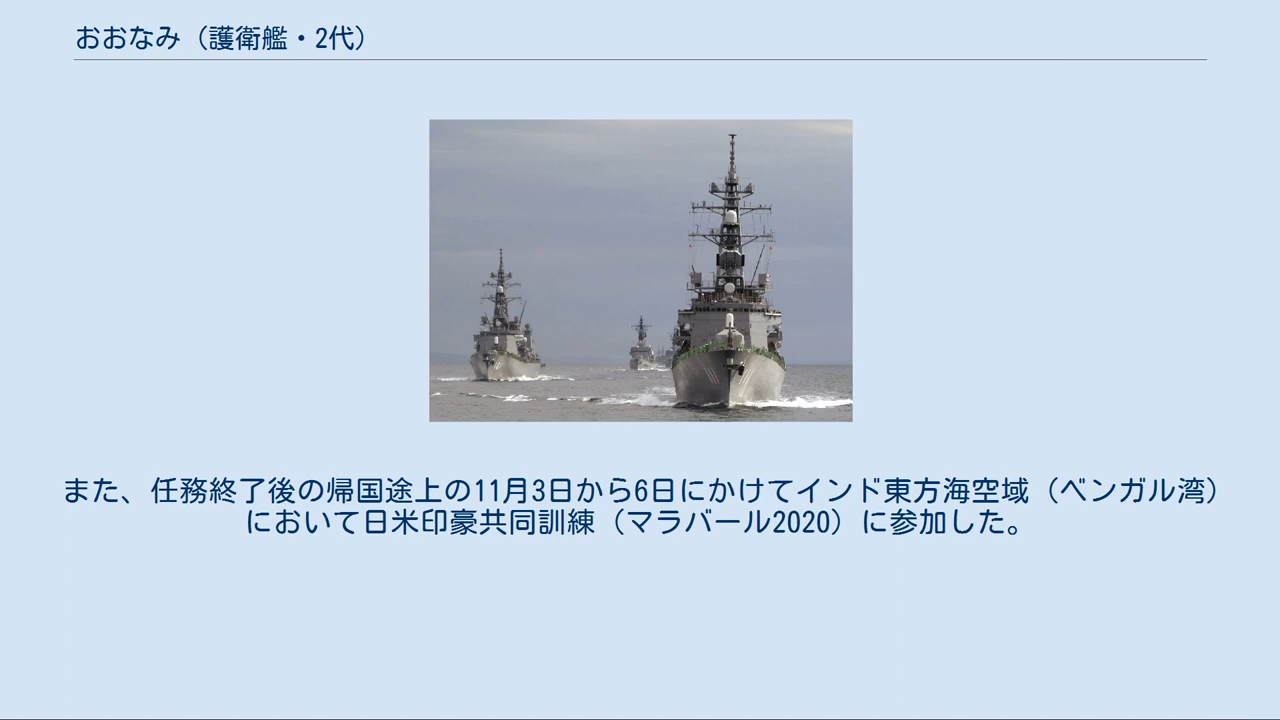 おおなみ（護衛艦・2代）
また、任務終了後の帰国途上の11月3日から6日にかけてインド東方海空域（ベンガル湾）
において日米印豪共同訓練（マラバール2020）に参加した。